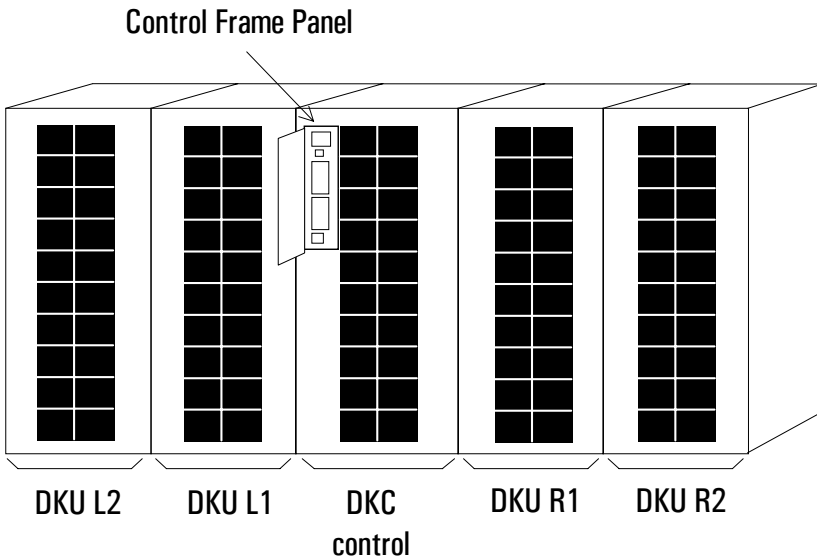 Control Frame Panel
DKU L2
DKU L1
DKC
control
DKU R1
DKU R2